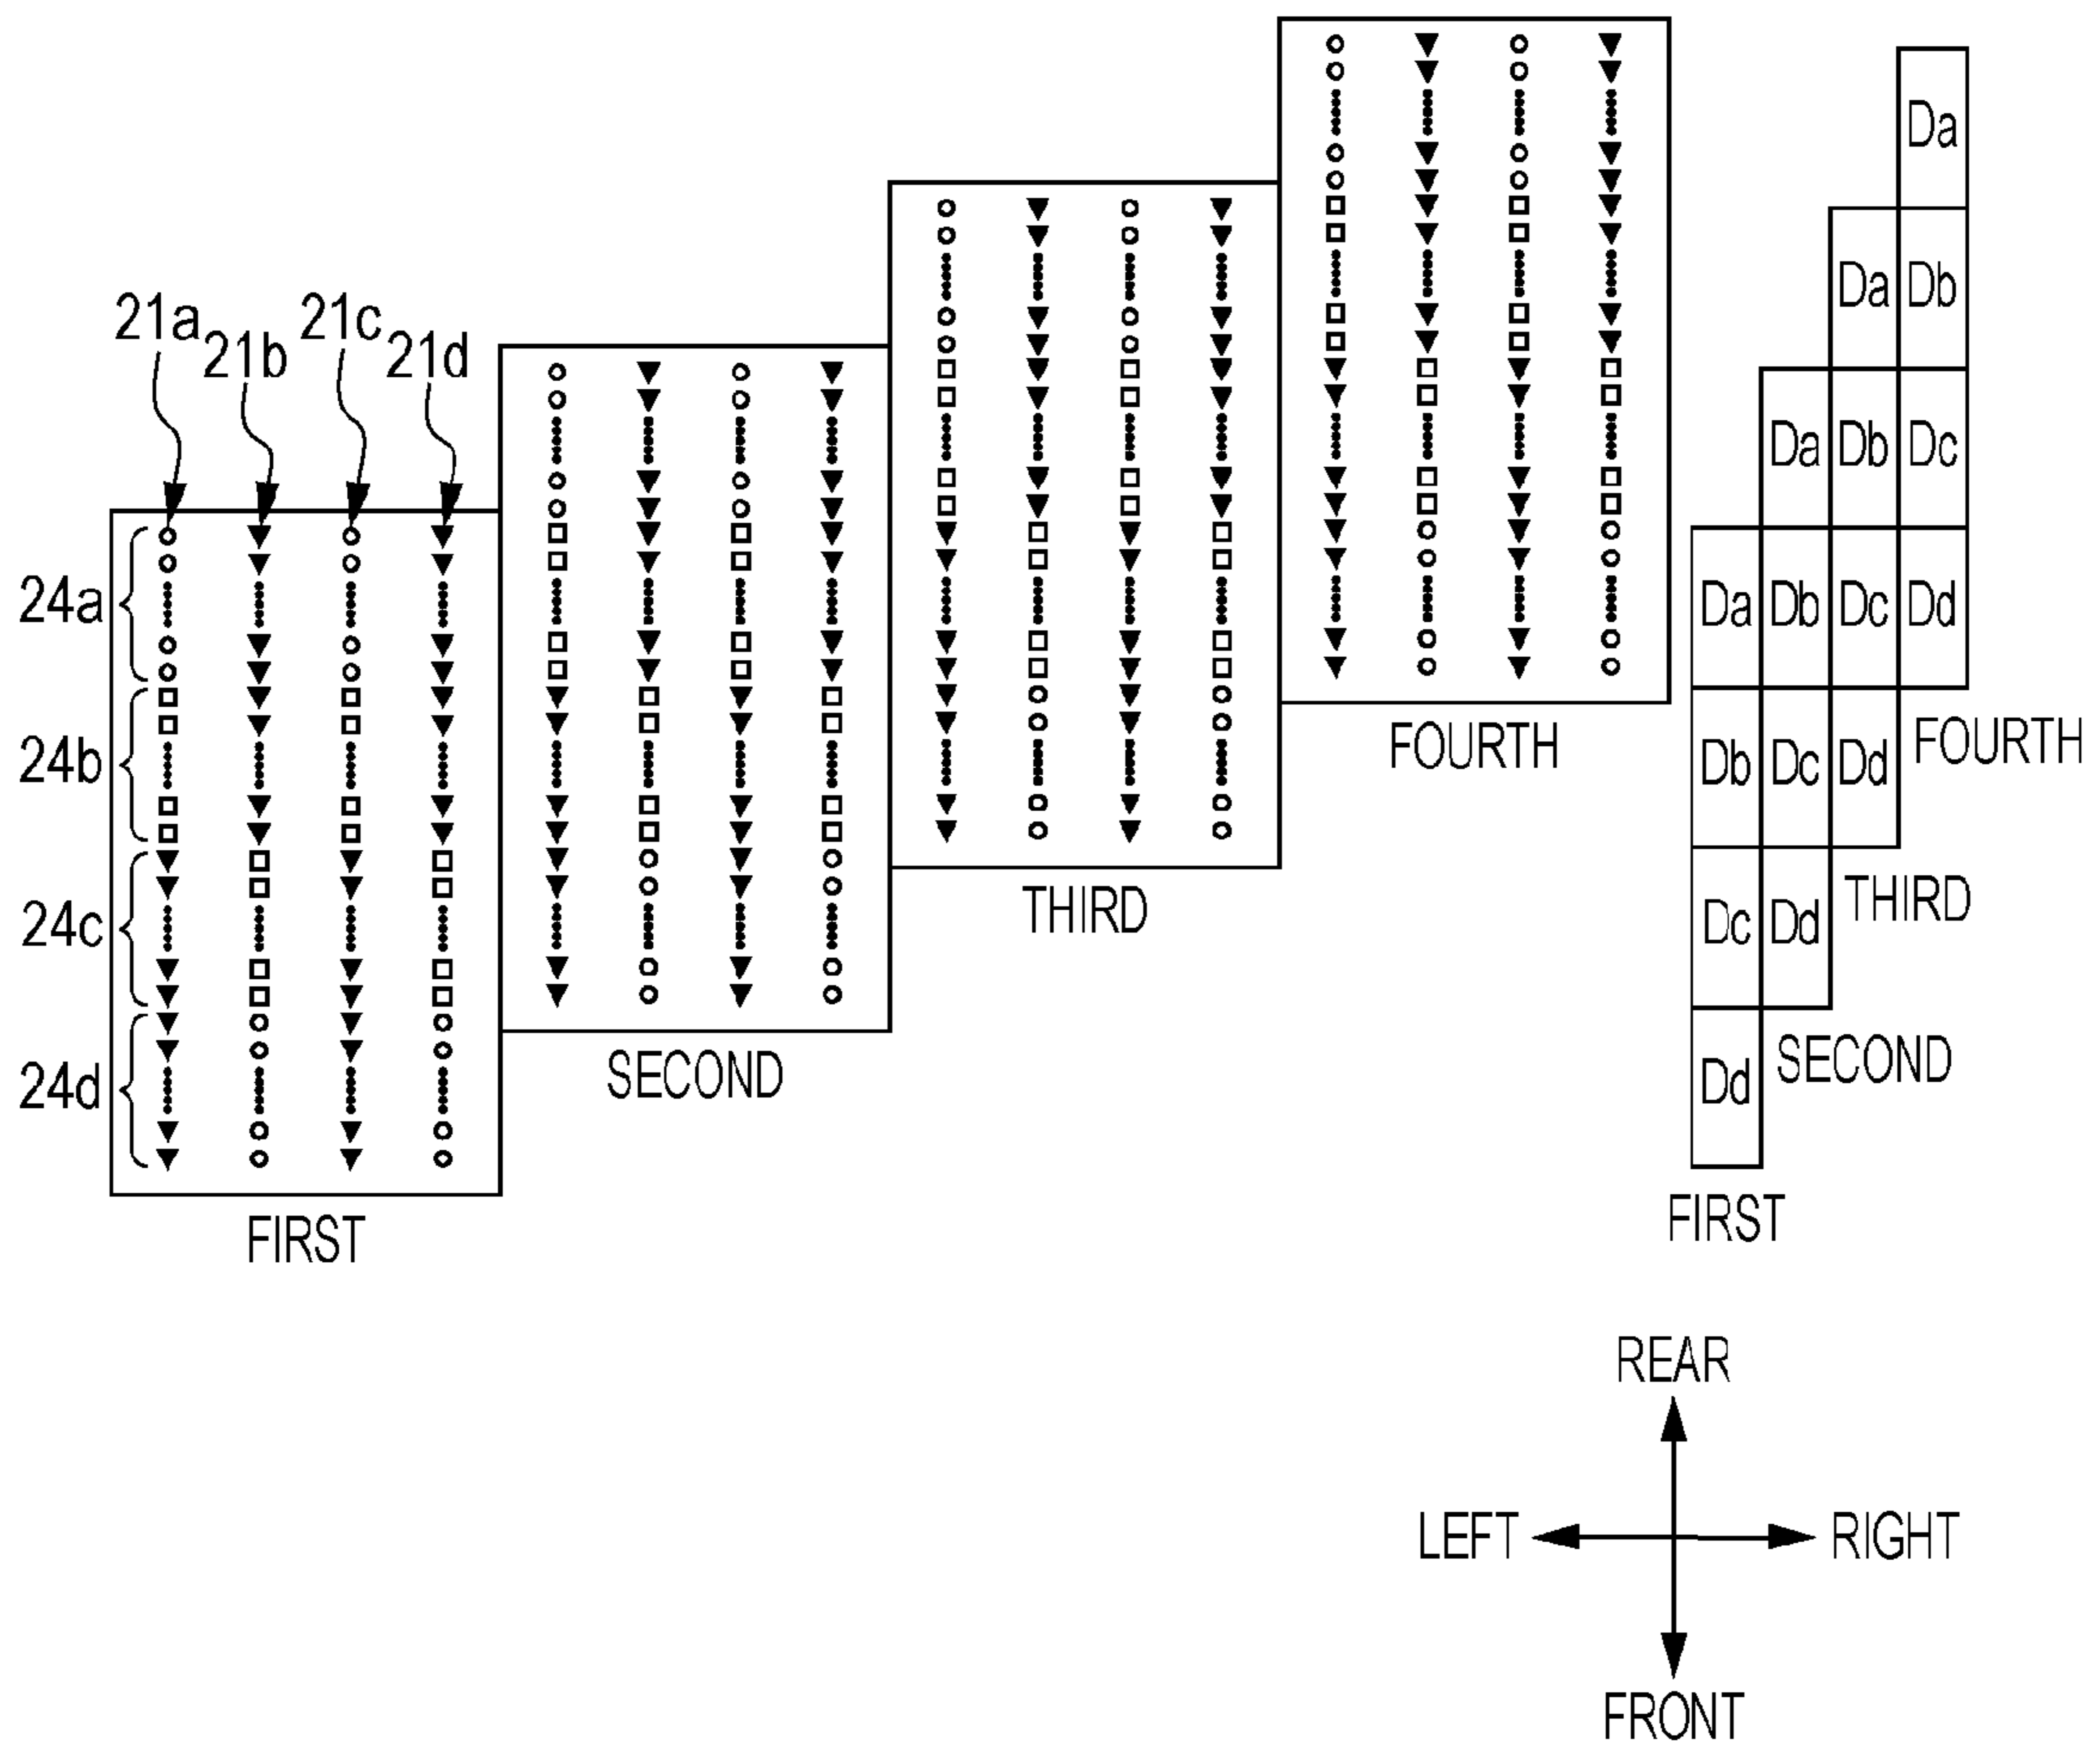 Da
Da Db
21a 21b 21c 21d
Da Db Dc
24a
Da Db Dc Dd
24b
Db Dc Dd
FOURTH
FOURTH
24c
Dc Dd
THIRD
THIRD
24d
Dd
SECOND
SECOND
FIRST
FIRST
REAR
LEFT RIGHT
FRONT